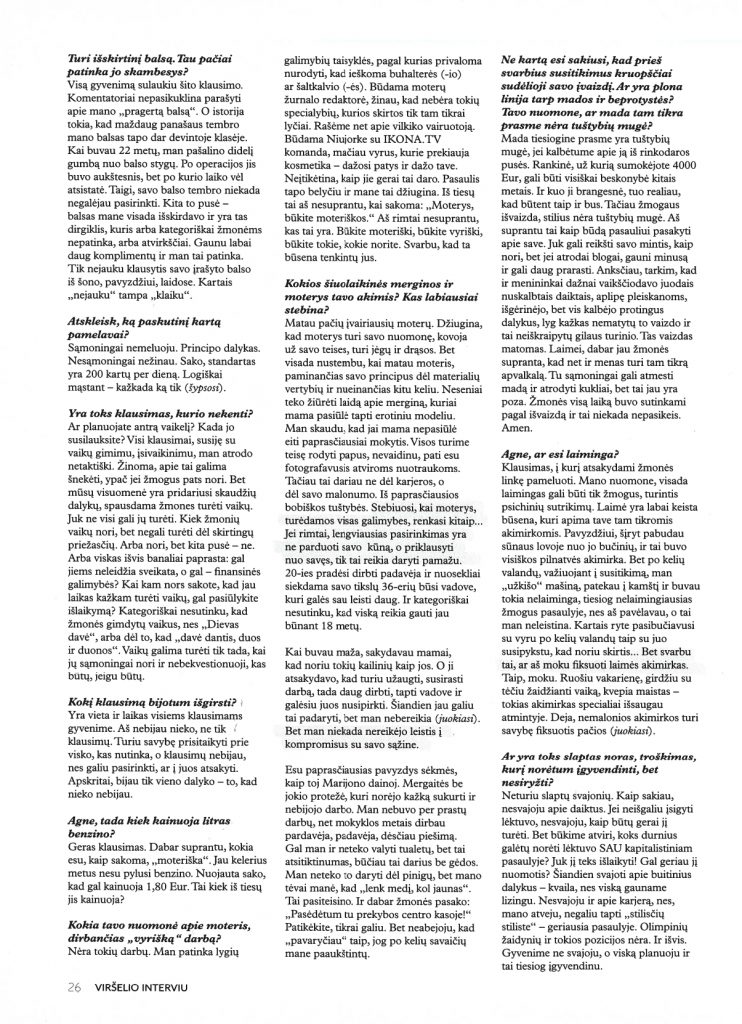 Turi išskirtinį balsą. Tau pačiai
patinka jo skambesys?
Visą gyvenimą sulaukiu šito klausimo.
Komentatoriai nepasikuklina parašyti
apie mano „pragertą balsą“. O istorija
tokia, kad maždaug panašaus tembro
mano balsas tapo dar devintoje klasėje.
Kai buvau 22 metų, man pašalino didelį
gumbą nuo balso stygų. Po operacijos jis
buvo aukštesnis, bet po kurio laiko vėl
atsistatė. Taigi, savo balso tembro niekada
negalėjau pasirinkti. Kita to pusė –
balsas mane visada išskirdavo ir yra tas
dirgiklis, kuris arba kategoriškai žmonėms
nepatinka, arba atvirkščiai. Gaunu labai
daug komplimentų ir man tai patinka.
Tik nejauku klausytis savo įrašyto balso
iš šono, pavyzdžiui, laidose. Kartais
„nejauku“ tampa „klaiku“.
Atskleisk, ką paskutinį kartą
pamelavai?
Sąmoningai nemeluoju. Principo dalykas.
Nesąmoningai nežinau. Sako, standartas
yra 200 kartų per dieną. Logiškai
mąstant – kažkada ką tik (šypsosi).
Yra toks klausimas, kurio nekenti?
Ar planuojate antrą vaikelį? Kada jo
susilauksite? Visi klausimai, susiję su
vaikų gimimu, įsivaikinimu, man atrodo
netaktiški. Žinoma, apie tai galima
šnekėti, ypač jei žmogus pats nori. Bet
mūsų visuomenė yra pridariusi skaudžių
dalykų, spausdama žmones turėti vaikų.
Juk ne visi gali jų turėti. Kiek žmonių
vaikų nori, bet negali turėti dėl skirtingų
priežasčių. Arba nori, bet kita pusė – ne.
Arba viskas išvis banaliai paprasta: gal
jiems neleidžia sveikata, o gal – finansinės
galimybės? Kai kam nors sakote, kad jau
laikas kažkam turėti vaikų, gal pasiūlykite
išlaikymą? Kategoriškai nesutinku, kad
žmonės gimdytų vaikus, nes „Dievas
davė“, arba dėl to, kad „davė dantis, duos
ir duonos“. Vaikų galima turėti tik tada, kai
jų sąmoningai nori ir nebekvestionuoji, kas
būtų, jeigu būtų.
Kokį klausimą bijotum išgirsti?
Yra vieta ir laikas visiems klausimams
gyvenime. Aš nebijau nieko, ne tik
klausimų. Turiu savybę prisitaikyti prie
visko, kas nutinka, o klausimų nebijau,
nes galiu pasirinkti, ar į juos atsakyti.
Apskritai, bijau tik vieno dalyko – to, kad
nieko nebijau.
Agne, tada kiek kainuoja litras
benzino?
Geras klausimas. Dabar suprantu, kokia
esu, kaip sakoma, „moteriška“. Jau kelerius
metus nesu pylusi benzino. Nuojauta sako,
kad gal kainuoja 1,80 Eur. Tai kiek iš tiesų
jis kainuoja?
Kokia tavo nuomonė apie moteris,
dirbančias „vyrišką“ darbą?
Nėra tokių darbų. Man patinka lygių
galimybių taisyklės, pagal kurias privaloma
nurodyti, kad ieškoma buhalterės (-io)
ar šaltkalvio (-ės). Būdama moterų
žurnalo redaktorė, žinau, kad nebėra tokių
specialybių, kurios skirtos tik tam tikrai
lyčiai. Rašėme net apie vilkiko vairuotoją.
Būdama Niujorke su IKONA.TV
komanda, mačiau vyrus, kurie prekiauja
kosmetika – dažosi patys ir dažo tave.
Neįtikėtina, kaip jie gerai tai daro. Pasaulis
tapo belyčiu ir mane tai džiugina. Iš tiesų
tai aš nesuprantu, kai sakoma: „Moterys,
būkite moteriškos.“ Aš rimtai nesuprantu,
kas tai yra. Būkite moteriški, būkite vyriški,
būkite tokie, kokie norite. Svarbu, kad ta
būsena tenkintų jus.
Kokios šiuolaikinės merginos ir
moterys tavo akimis? Kas labiausiai
stebina?
Matau pačių įvairiausių moterų. Džiugina,
kad moterys turi savo nuomonę, kovoja
už savo teises, turi jėgų ir drąsos. Bet
visada nustembu, kai matau moteris,
paminančias savo principus dėl materialių
vertybių ir nueinančias kitu keliu. Neseniai
teko žiūrėti laidą apie merginą, kuriai
mama pasiūlė tapti erotiniu modeliu.
Man skaudu, kad jai mama nepasiūlė
eiti paprasčiausiai mokytis. Visos turime
teisę rodyti papus, nevaidinu, pati esu
fotografavusis atviroms nuotraukoms.
Tačiau tai dariau ne dėl karjeros, o
dėl savo malonumo. Iš paprasčiausios
bobiškos tuštybės. Stebiuosi, kai moterys,
turėdamos visas galimybes, renkasi kitaip...
Jei rimtai, lengviausias pasirinkimas yra
ne parduoti savo kūną, o priklausyti
nuo savęs, tik tai reikia daryti pamažu.
20-ies pradėsi dirbti padavėja ir nuosekliai
siekdama savo tikslų 36-erių būsi vadove,
kuri galės sau leisti daug. Ir kategoriškai
nesutinku, kad viską reikia gauti jau
būnant 18 metų.
Kai buvau maža, sakydavau mamai,
kad noriu tokių kailinių kaip jos. O ji
atsakydavo, kad turiu užaugti, susirasti
darbą, tada daug dirbti, tapti vadove ir
galėsiu juos nusipirkti. Šiandien jau galiu
tai padaryti, bet man nebereikia (juokiasi).
Bet man niekada nereikėjo leistis į
kompromisus su savo sąžine.
Esu paprasčiausias pavyzdys sėkmės,
kaip toj Marijono dainoj. Mergaitės be
jokio protežė, kuri norėjo kažką sukurti ir
nebijojo darbo. Man nebuvo per prastų
darbų, net mokyklos metais dirbau
pardavėja, padavėja, dėsčiau piešimą.
Gal man ir neteko valyti tualetų, bet tai
atsitiktinumas, būčiau tai darius be gėdos.
Man neteko to daryti dėl pinigų, bet mano
tėvai manė, kad „lenk medį, kol jaunas“.
Tai pasiteisino. Ir dabar žmonės pasako:
„Pasėdėtum tu prekybos centro kasoje!“
Patikėkite, tikrai galiu. Bet neabejoju, kad
„pavaryčiau“ taip, jog po kelių savaičių
mane paaukštintų.
Ne kartą esi sakiusi, kad prieš
svarbius susitikimus kruopščiai
sudėlioji savo įvaizdį. Ar yra plona
linija tarp mados ir beprotystės?
Tavo nuomone, ar mada tam tikra
prasme nėra tuštybių mugė?
Mada tiesiogine prasme yra tuštybių
mugė, jei kalbėtume apie ją iš rinkodaros
pusės. Rankinė, už kurią sumokėjote 4000
Eur, gali būti visiškai beskonybė kitais
metais. Ir kuo ji brangesnė, tuo realiau,
kad būtent taip ir bus. Tačiau žmogaus
išvaizda, stilius nėra tuštybių mugė. Aš
suprantu tai kaip būdą pasauliui pasakyti
apie save. Juk gali reikšti savo mintis, kaip
nori, bet jei atrodai blogai, gauni minusą
ir gali daug prarasti. Anksčiau, tarkim, kad
ir menininkai dažnai vaikščiodavo juodais
nuskalbtais daiktais, aplipę pleiskanoms,
išgėrinėjo, bet vis kalbėjo protingus
dalykus, lyg kažkas nematytų to vaizdo ir
tai neiškraipytų gilaus turinio. Tas vaizdas
matomas. Laimei, dabar jau žmonės
supranta, kad net ir menas turi tam tikrą
apvalkalą. Tu sąmoningai gali atmesti
madą ir atrodyti kukliai, bet tai jau yra
poza. Žmonės visą laiką buvo sutinkami
pagal išvaizdą ir tai niekada nepasikeis.
Amen.
Agne, ar esi laiminga?
Klausimas, į kurį atsakydami žmonės
linkę pameluoti. Mano nuomone, visada
laimingas gali būti tik žmogus, turintis
psichinių sutrikimų. Laimė yra labai keista
būsena, kuri apima tave tam tikromis
akimirkomis. Pavyzdžiui, šįryt pabudau
sūnaus lovoje nuo jo bučinių, ir tai buvo
visiškos pilnatvės akimirka. Bet po kelių
valandų, važiuojant į susitikimą, man
„užkišo“ mašiną, patekau į kamštį ir buvau
tokia nelaiminga, tiesiog nelaimingiausias
žmogus pasaulyje, nes aš pavėlavau, o tai
man neleistina. Kartais ryte pasibučiavusi
su vyru po kelių valandų taip su juo
susipykstu, kad noriu skirtis... Bet svarbu
tai, ar aš moku fiksuoti laimės akimirkas.
Taip, moku. Ruošiu vakarienę, girdžiu su
tėčiu žaidžianti vaiką, kvepia maistas –
tokias akimirkas specialiai išsaugau
atmintyje. Deja, nemalonios akimirkos turi
savybę fiksuotis pačios (juokiasi).
Ar yra toks slaptas noras, troškimas,
kurį norėtum įgyvendinti, bet
nesiryžti?
Neturiu slaptų svajonių. Kaip sakiau,
nesvajoju apie daiktus. Jei neišgaliu įsigyti
lėktuvo, nesvajoju, kaip būtų gerai jį
turėti. Bet būkime atviri, koks durnius
galėtų norėti lėktuvo SAU kapitalistiniam
pasaulyje? Juk jį teks išlaikyti! Gal geriau jį
nuomotis? Šiandien svajoti apie buitinius
dalykus – kvaila, nes viską gauname
lizingu. Nesvajoju ir apie karjerą, nes,
mano atveju, negaliu tapti „stilisčių
stiliste“ – geriausia pasaulyje. Olimpinių
žaidynių ir tokios pozicijos nėra. Ir išvis.
Gyvenime ne svajoju, o viską planuoju ir
tai tiesiog įgyvendinu.
26 VIRŠELIO INTERVIU